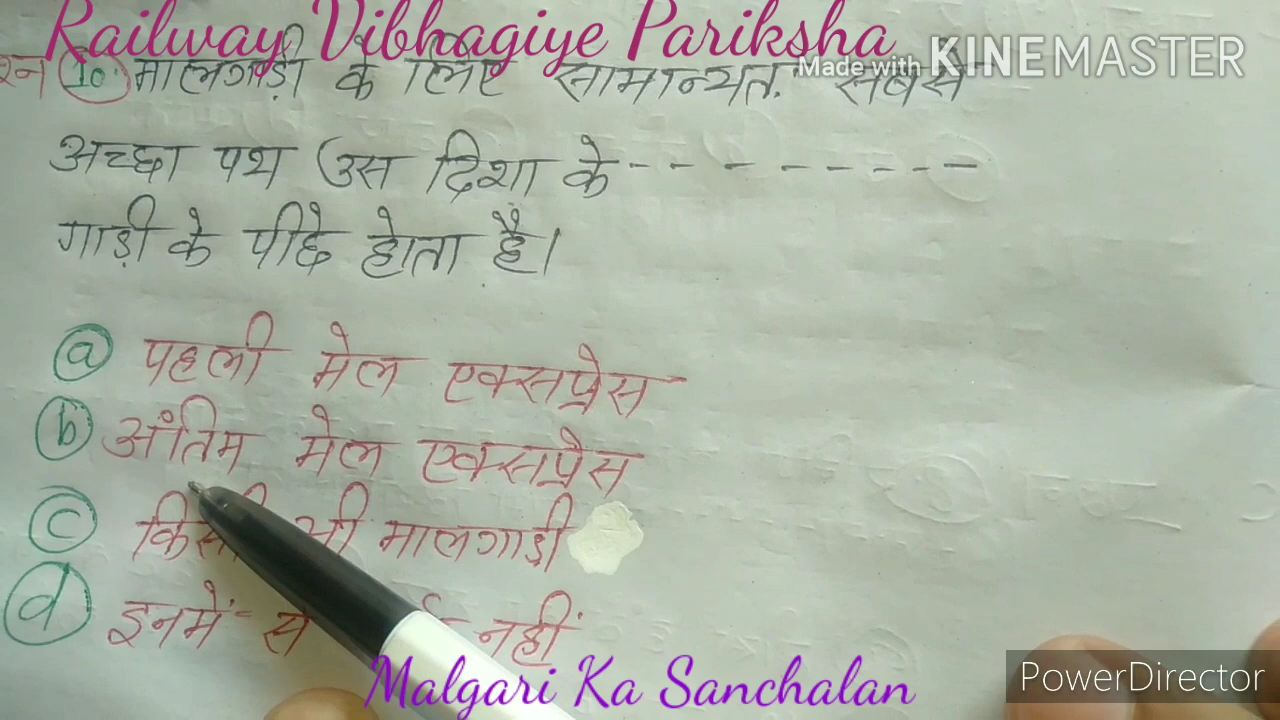 Railway Vibhagiye Pariksha
Made with KINEMASTER
श्न 10. मालगाड़ी के लिए सामान्यत: सबसे
अच्छा पथ उस दिशा के- - - - - - - - -
गाड़ी के पीछे होता है।
a पहली मेल एक्सप्रेस
b अंतिम मेल एक्सप्रेस
c मालगाड़ी
d इनमें से नहीं
Malgari Ka Sanchalan
PowerDirector